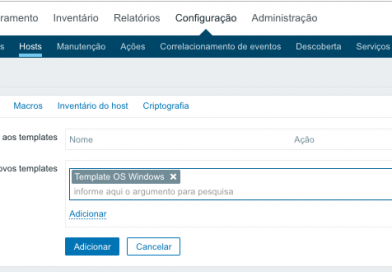 ramento Inventário Relatórios Configuração Administração
s Hosts Manutenção Ações Correlacionamento de eventos Descoberta Serviços
Macros Inventário do host Criptografia
aos templates Nome Ação
ovos templates Template OS Windows ×
informe aqui o argumento para pesquisa
Adicionar
Adicionar Cancelar